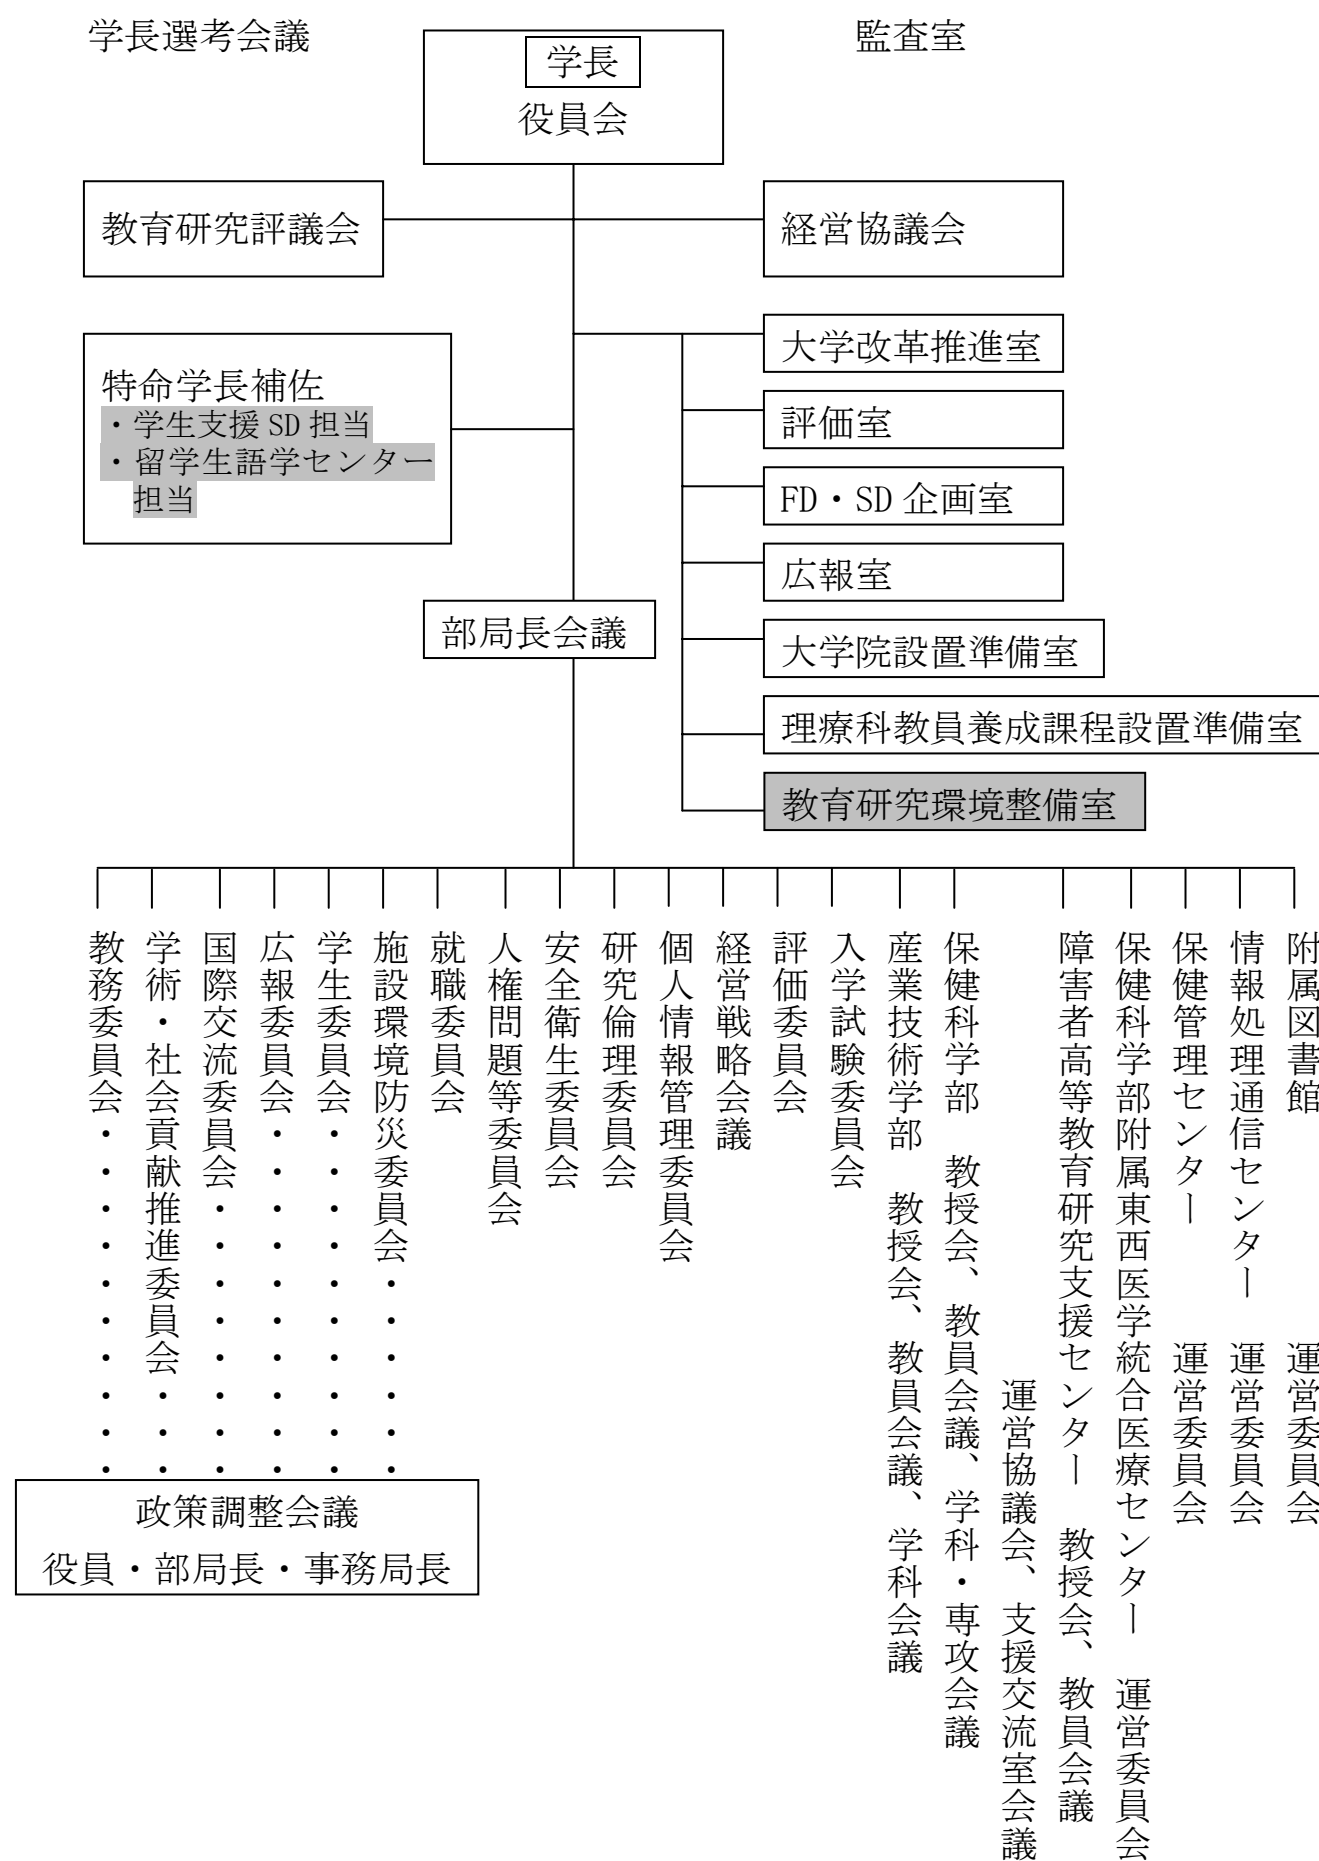 学長選考会議
監査室
学長
役員会
教育研究評議会
経営協議会
特命学長補佐
・学生支援 SD 担当
・留学生語学センター
担当
大学改革推進室
評価室
FD・SD 企画室
広報室
大学院設置準備室
理療科教員養成課程設置準備室
教育研究環境整備室
部局長会議
教務委員会・・・・・・・・・・
学術・社会貢献推進委員会・・・
国際交流委員会・・・・・・・・
広報委員会・・・・・・・・・・
学生委員会・・・・・・・・・・
施設環境防災委員会・・・・・・
就職委員会
人権問題等委員会
安全衛生委員会
研究倫理委員会
個人情報管理委員会
経営戦略会議
評価委員会
入学試験委員会
産業技術学部 教授会、教員会議、学科会議
保健科学部 教授会、教員会議、学科・専攻会議
障害者高等教育研究支援センター 教授会、教員会議
運営協議会、支援交流室会議
保健科学部附属東西医学統合医療センター 運営委員会
保健管理センター 運営委員会
情報処理通信センター 運営委員会
附属図書館 運営委員会
政策調整会議
役員・部局長・事務局長